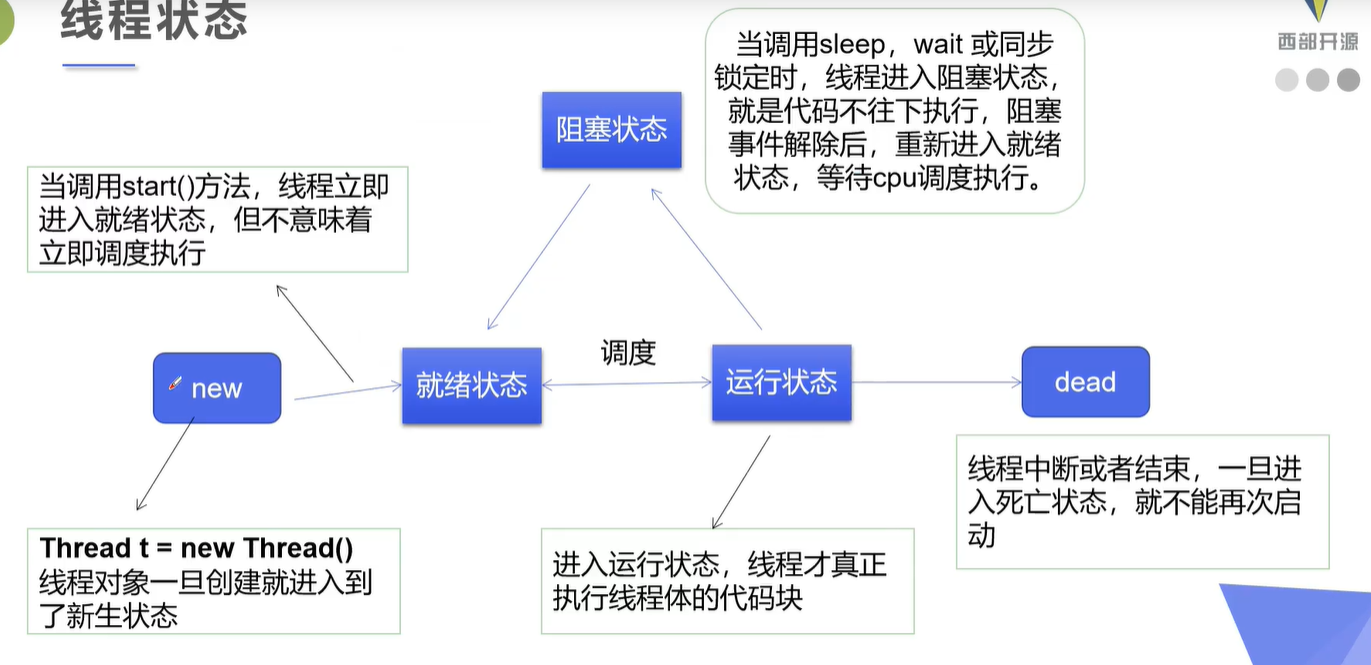 线程状态
西部开源
当调用sleep，wait 或同步
锁定时，线程进入阻塞状态，
就是代码不往下执行，阻塞
事件解除后，重新进入就绪
状态，等待cpu调度执行。
阻塞状态
当调用start()方法，线程立即
进入就绪状态，但不意味着
立即调度执行
new
就绪状态
调度
运行状态
dead
Thread t = new Thread()
线程对象一旦创建就进入到
了新生状态
进入运行状态，线程才真正
执行线程体的代码块
线程中断或者结束，一旦进
入死亡状态，就不能再次启
动